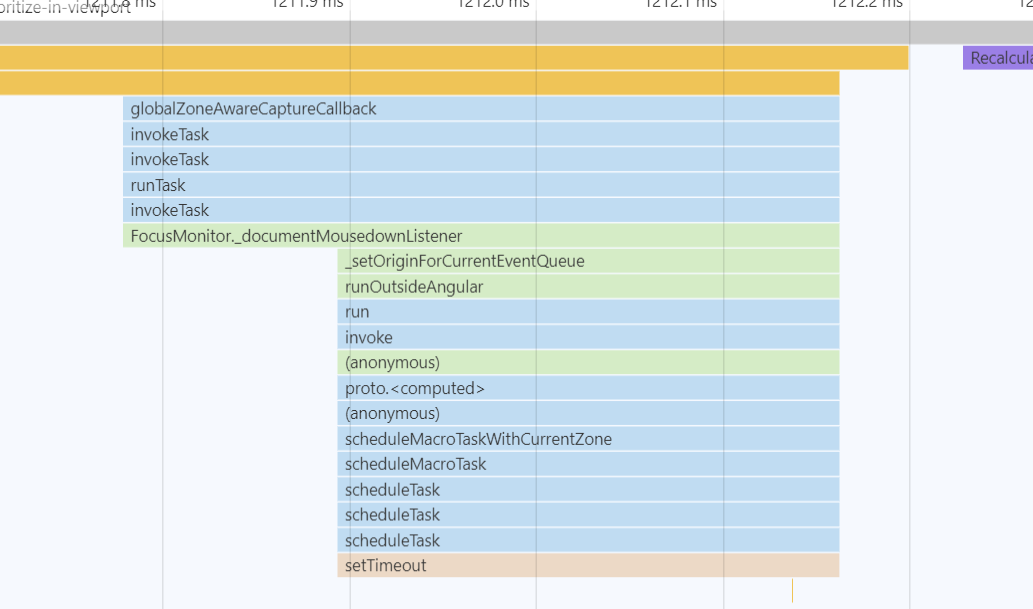 oritize-in-viewport
1211.8 ms 1211.9 ms 1212.0 ms 1212.1 ms 1212.2 ms
Recalcula
globalZoneAwareCaptureCallback
invokeTask
invokeTask
runTask
invokeTask
FocusMonitor._documentMousedownListener
_setOriginForCurrentEventQueue
runOutsideAngular
run
invoke
(anonymous)
proto.<computed>
(anonymous)
scheduleMacroTaskWithCurrentZone
scheduleMacroTask
scheduleTask
scheduleTask
scheduleTask
setTimeout